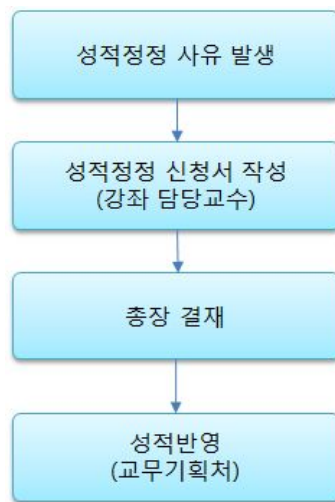 성적정정 사유 발생
성적정정 신청서 작성
(강좌 담당교수)
총장 결재
성적반영
(교무기획처)